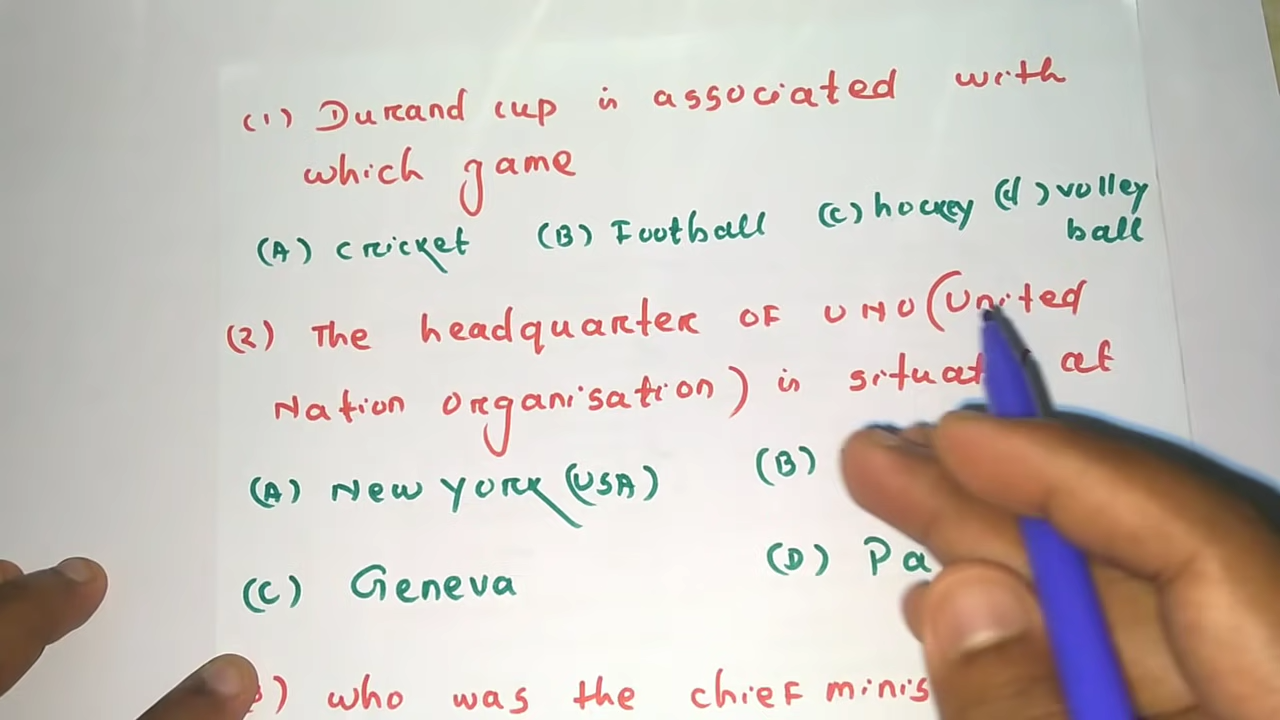 (1) Durand cup is associated with
which game
(A) cricket (B) Football (c) hockey (d) volley
ball
(2) The headquarter OF UNO (United
Nation organisation) is situat at
(A) New York (USA) (B)
(C) Geneva (D) Pa
) who was the chief minis